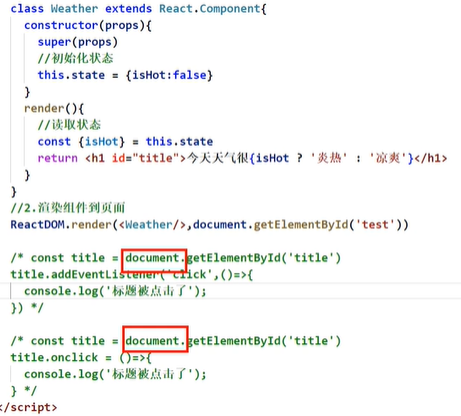 class Weather extends React.Component{
constructor(props){
super(props)
//初始化状态
this.state = {isHot:false}
}
render(){
//读取状态
const {isHot} = this.state
return <h1 id="title">今天天气很{isHot ? '炎热' : '凉爽'}</h1>
}
}
//2.渲染组件到页面
ReactDOM.render(<Weather/>,document.getElementById('test'))
/* const title = document.getElementById('title')
title.addEventListener('click',()=>{
console.log('标题被点击了');
}) */
/* const title = document.getElementById('title')
title.onclick = ()=>{
console.log('标题被点击了');
} */
</script>